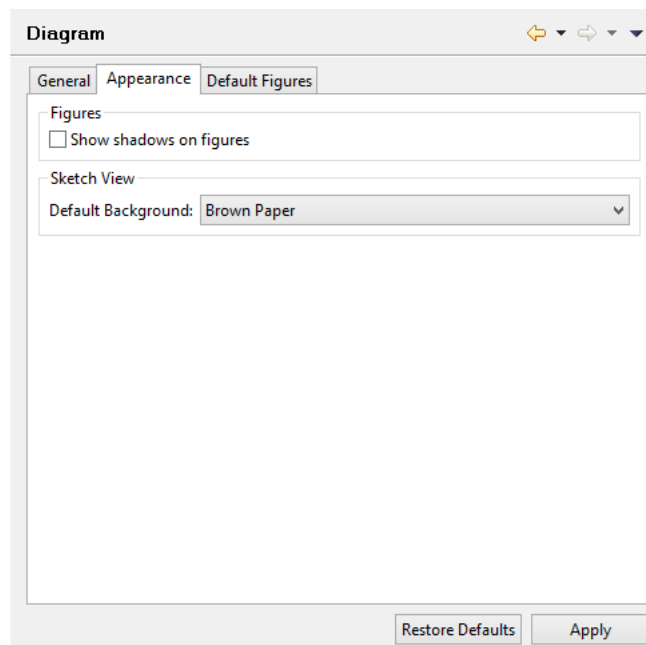 Diagram
General Appearance Default Figures
Figures
Show shadows on figures
Sketch View
Default Background: Brown Paper
Restore Defaults Apply